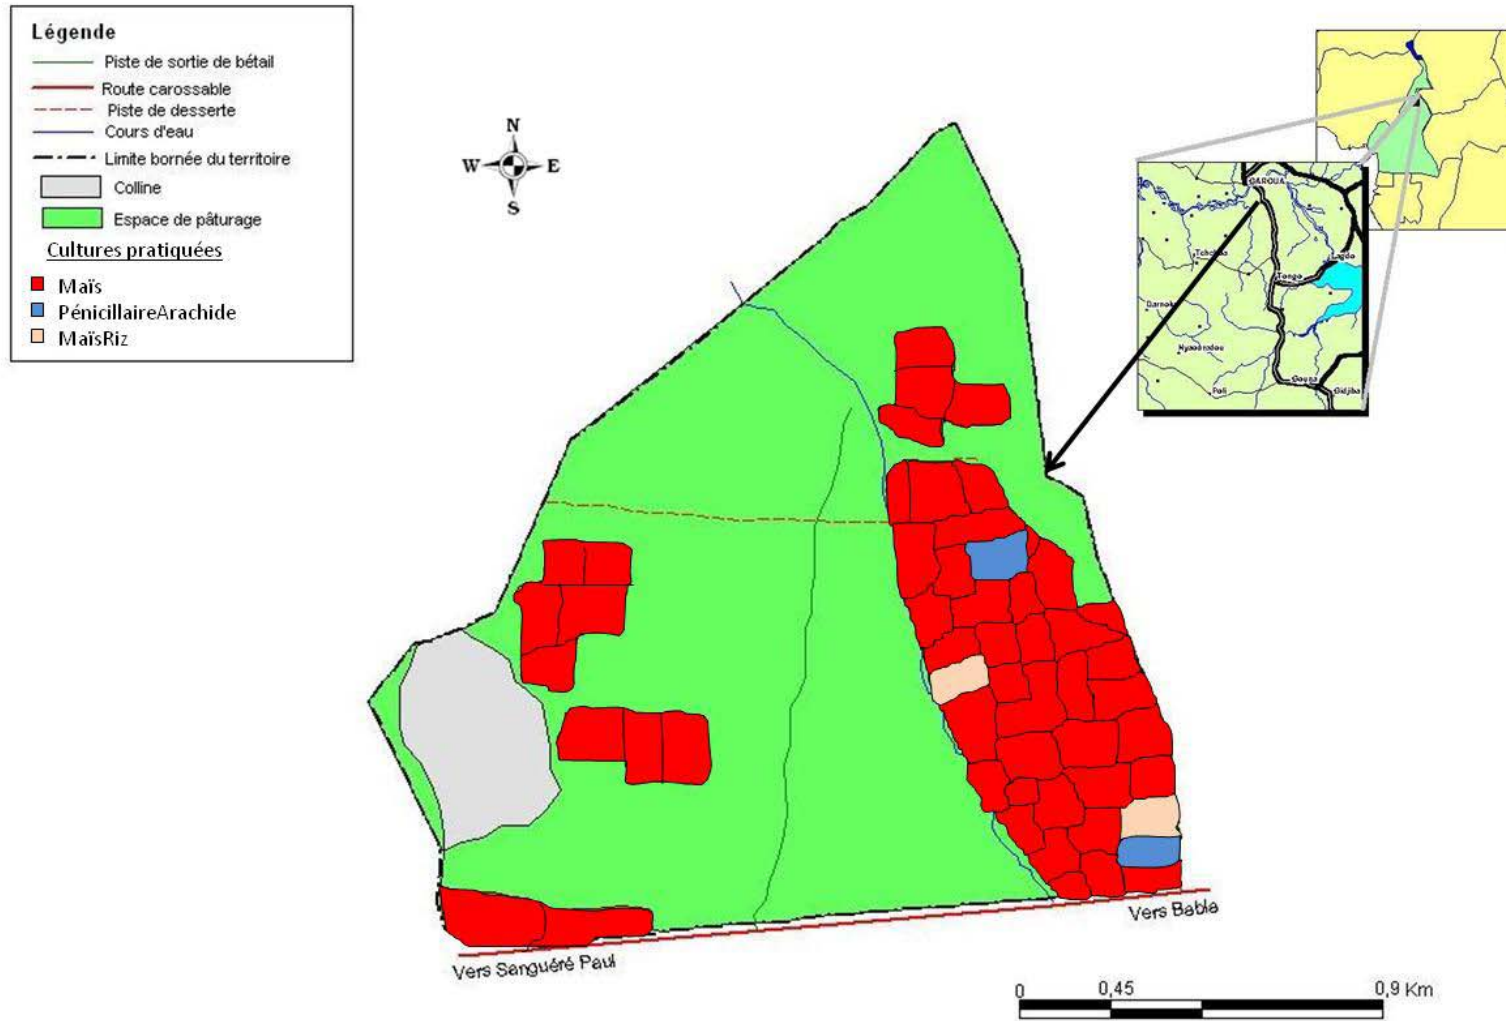 Légende
Piste de sortie de bétail
Route carossable
Piste de desserte
Cours d'eau
Limite bornée du territoire
Colline
Espace de pâturage
Cultures pratiquées
Maïs
PénicillaireArachide
MaïsRiz
N
W E
S
GAROUA
Lagdo
Tongo
Poli
Gouna
Vers Babla
Vers Sanguéré Paul
0 0,45 0,9 Km